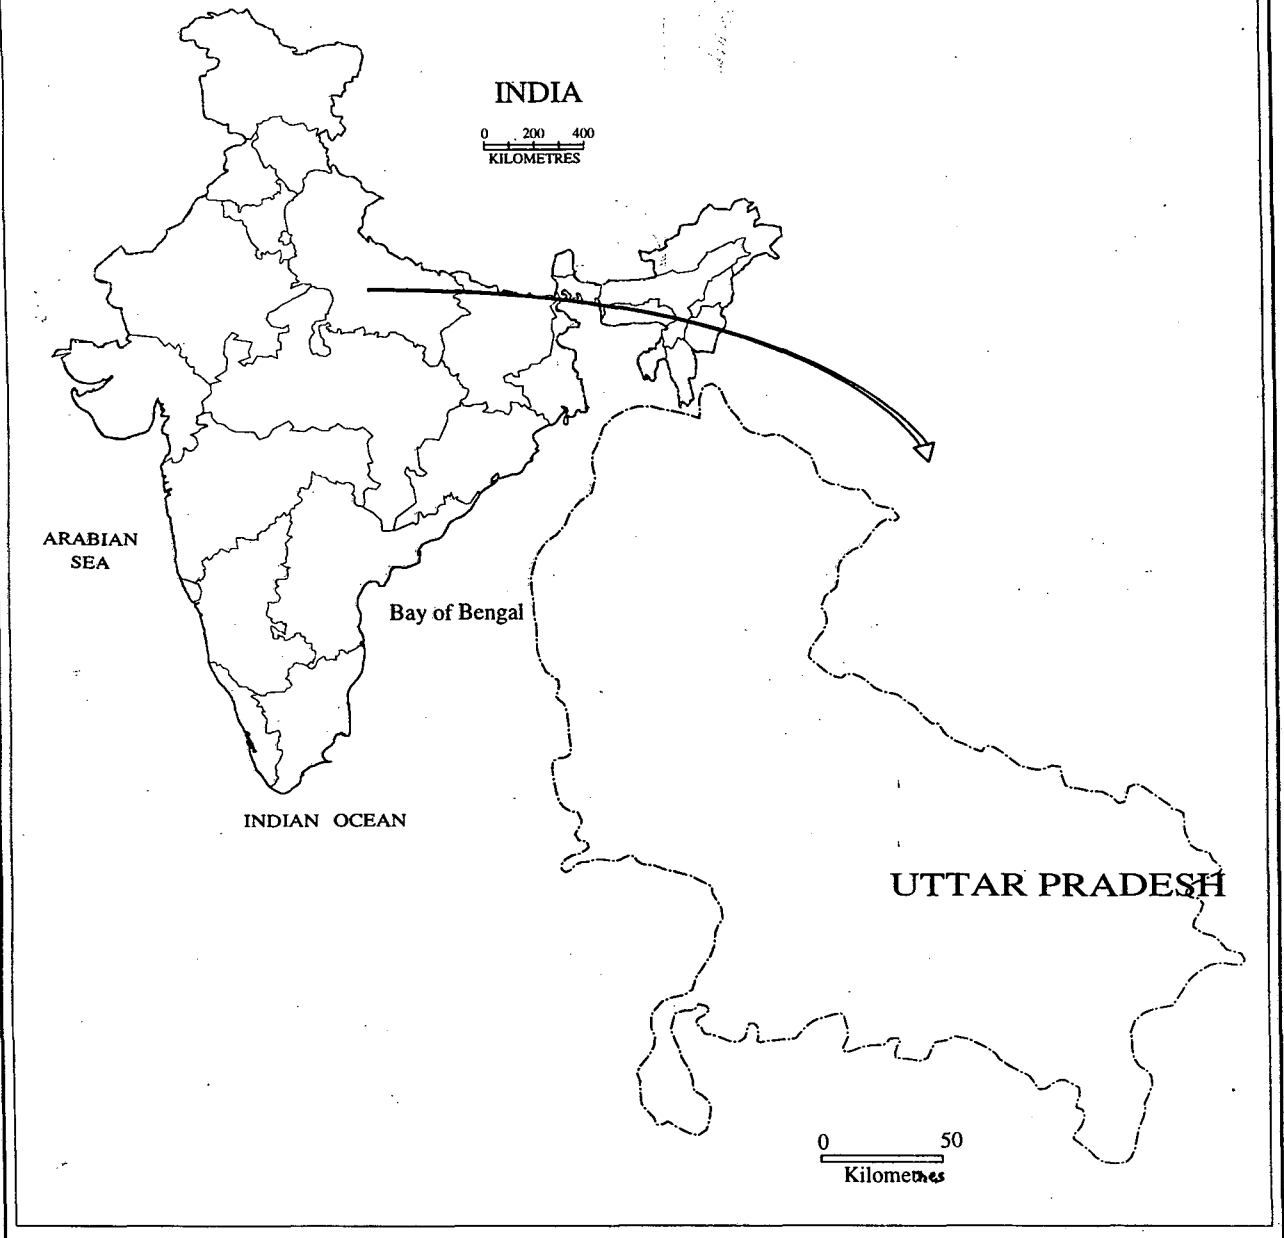 INDIA
0 200 400
KILOMETRES
ARABIAN
SEA
Bay of Bengal
INDIAN OCEAN
UTTAR PRADESH
0 50
Kilometres